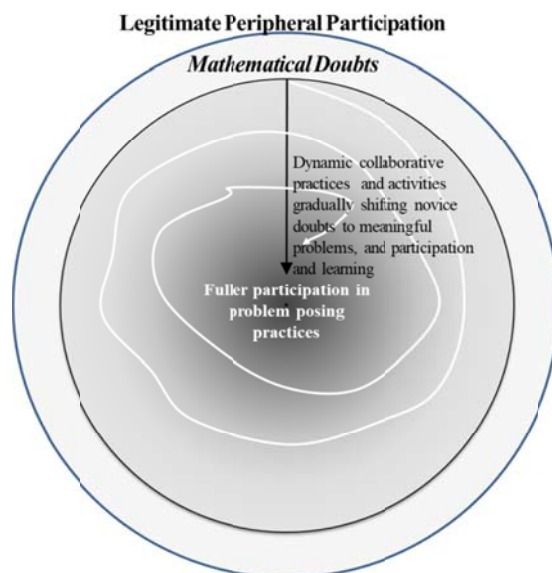 Legitimate Peripheral Participation
Mathematical Doubts
Dynamic collaborative
practices and activities
gradually shifting novice
doubts to meaningful
problems, and participation
and learning
Fuller participation in
problem posing
practices